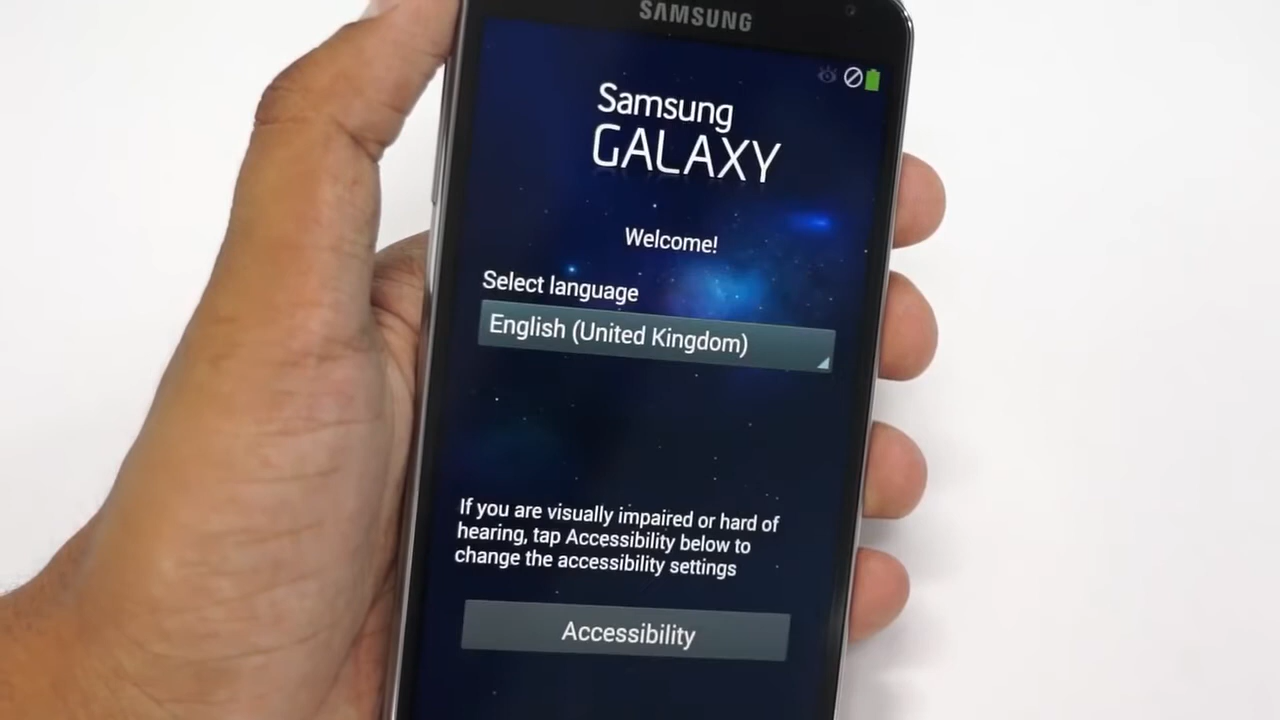 SAMSUNG
Samsung
GALAXY
Welcome!
Select language
English (United Kingdom)
If you are visually impaired or hard of
hearing, tap Accessibility below to
change the accessibility settings
Accessibility